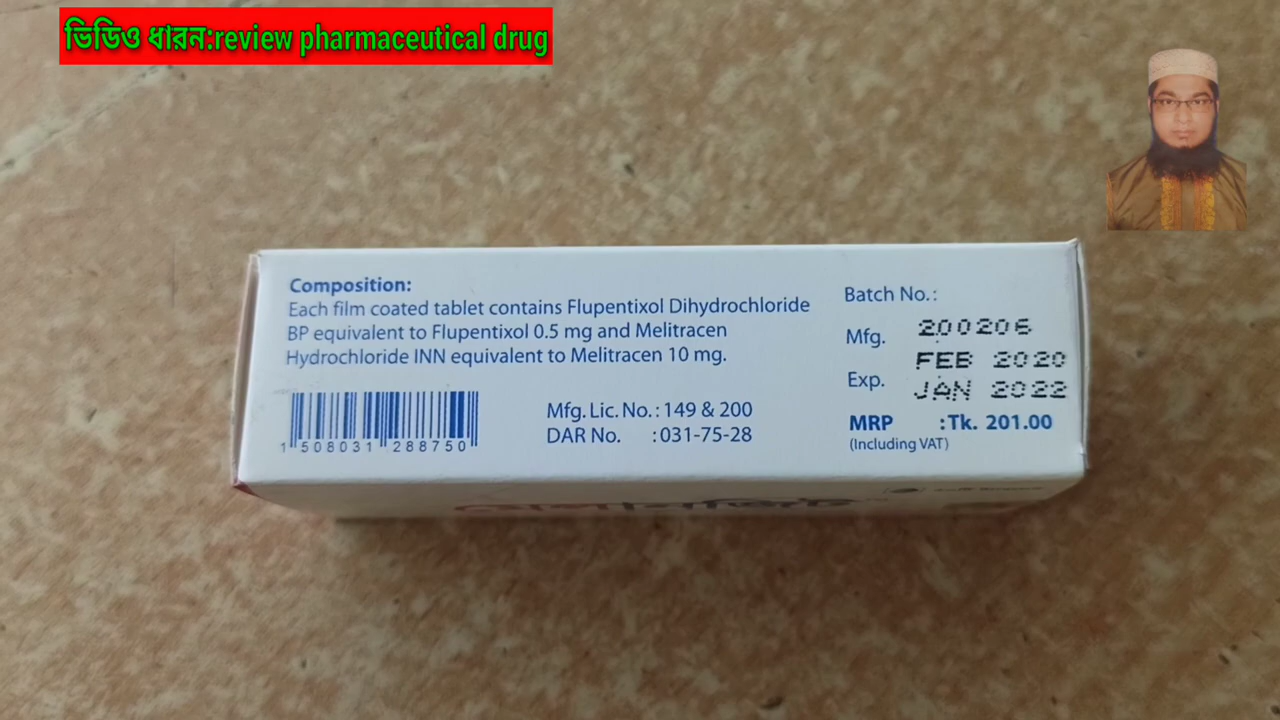 ভিডিও ধারন:review pharmaceutical drug
Composition:
Each film coated tablet contains Flupentixol Dihydrochloride
BP equivalent to Flupentixol 0.5 mg and Melitracen
Hydrochloride INN equivalent to Melitracen 10 mg.
1 508031 288750
Mfg. Lic. No. : 149 & 200
DAR No. : 031-75-28
Batch No. :
200206
Mfg.
FEB 2020
Exp.
JAN 2022
MRP :Tk. 201.00
(Including VAT)